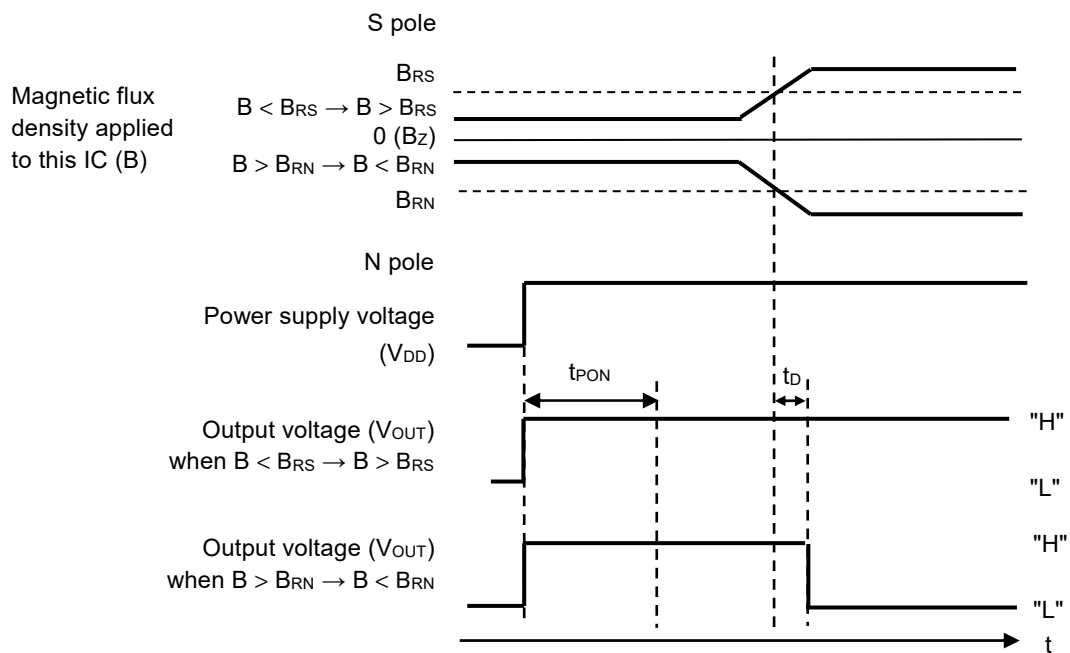 S pole
BRS
Magnetic flux
density applied
to this IC (B)
B < BRS → B > BRS
0 (BZ)
B > BRN → B < BRN
BRN
N pole
Power supply voltage
(VDD)
tPON
tD
Output voltage (VOUT)
when B < BRS → B > BRS
"H"
"L"
Output voltage (VOUT)
when B > BRN → B < BRN
"H"
"L"
t